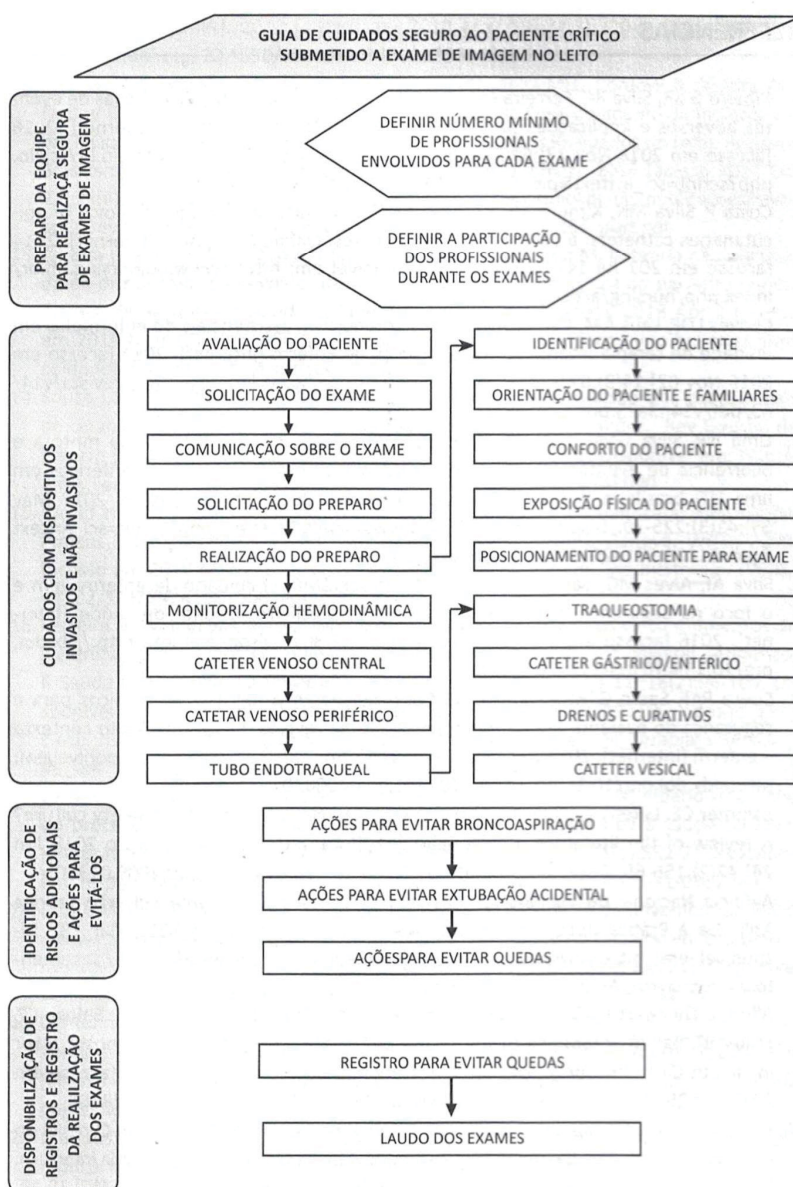 GUIA DE CUIDADOS SEGURO AO PACIENTE CRÍTICO
SUBMETIDO A EXAME DE IMAGEM NO LEITO
PREPARO DA EQUIPE
PARA REALIZAÇÃ SEGURA
DE EXAMES DE IMAGEM
DEFINIR NÚMERO MÍNIMO
DE PROFISSIONAIS
ENVOLVIDOS PARA CADA EXAME
DEFINIR A PARTICIPAÇÃO
DOS PROFISSIONAIS
DURANTE OS EXAMES
CUIDADOS CIOM DISPOSITIVOS
INVASIVOS E NÃO INVASIVOS
AVALIAÇÃO DO PACIENTE
SOLICITAÇÃO DO EXAME
COMUNICAÇÃO SOBRE O EXAME
SOLICITAÇÃO DO PREPARO
REALIZAÇÃO DO PREPARO
IDENTIFICAÇÃO DO PACIENTE
ORIENTAÇÃO DO PACIENTE E FAMILIARES
CONFORTO DO PACIENTE
EXPOSIÇÃO FÍSICA DO PACIENTE
POSICIONAMENTO DO PACIENTE PARA EXAME
MONITORIZAÇÃO HEMODINÂMICA
CATETER VENOSO CENTRAL
CATETAR VENOSO PERIFÉRICO
TUBO ENDOTRAQUEAL
TRAQUEOSTOMIA
CATETER GÁSTRICO/ENTÉRICO
DRENOS E CURATIVOS
CATETER VESICAL
IDENTIFICAÇÃO DE
RISCOS ADICIONAIS
E AÇÕES PARA
EVITÁ-LOS
AÇÕES PARA EVITAR BRONCOASPIRAÇÃO
AÇÕES PARA EVITAR EXTUBAÇÃO ACIDENTAL
AÇÕESPARA EVITAR QUEDAS
DISPONIBILIZAÇÃO DE
REGISTROS E REGISTRO
DA REALILZAÇÃO
DOS EXAMES
REGISTRO PARA EVITAR QUEDAS
LAUDO DOS EXAMES